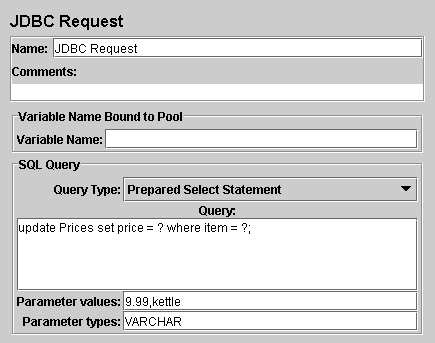 JDBC Request
Name: JDBC Request
Comments:
Variable Name Bound to Pool
Variable Name:
SQL Query
Query Type: Prepared Select Statement
Query:
update Prices set price = ? where item = ?;
Parameter values: 9.99,kettle
Parameter types: VARCHAR